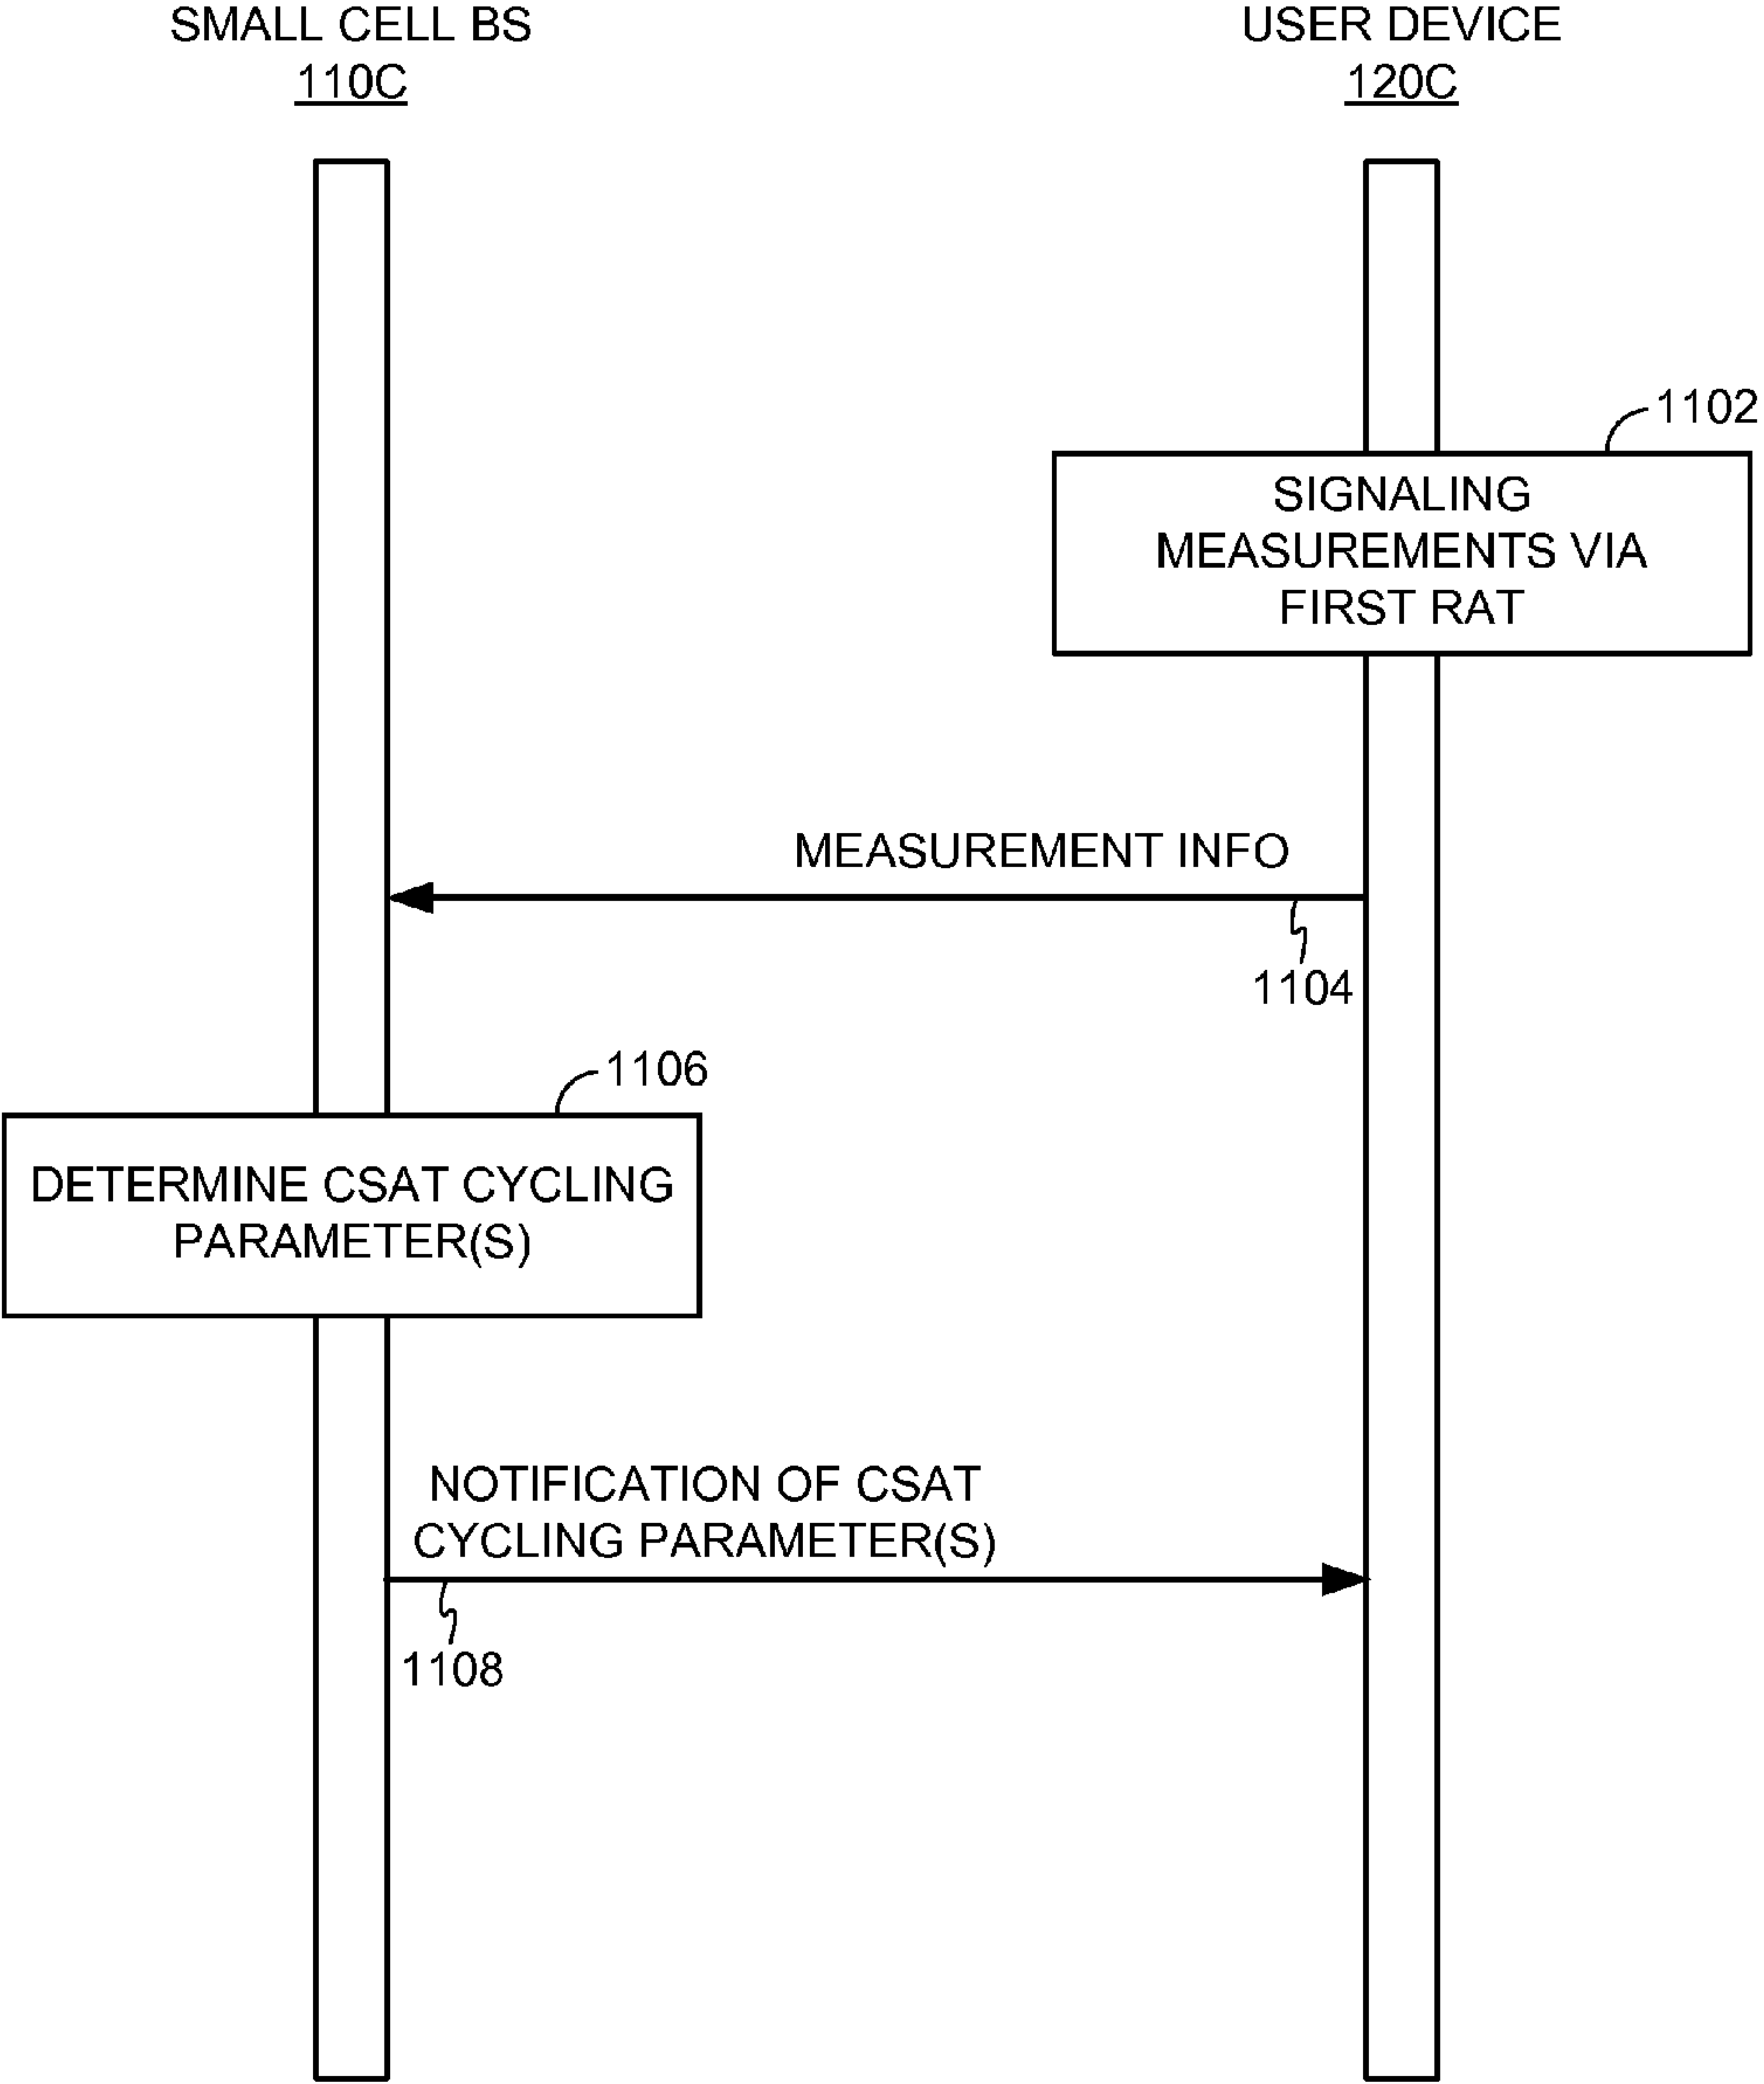 SMALL CELL BS
110C
USER DEVICE
120C
1102
SIGNALING
MEASUREMENTS VIA
FIRST RAT
MEASUREMENT INFO
1104
1106
DETERMINE CSAT CYCLING
PARAMETER(S)
NOTIFICATION OF CSAT
CYCLING PARAMETER(S)
1108